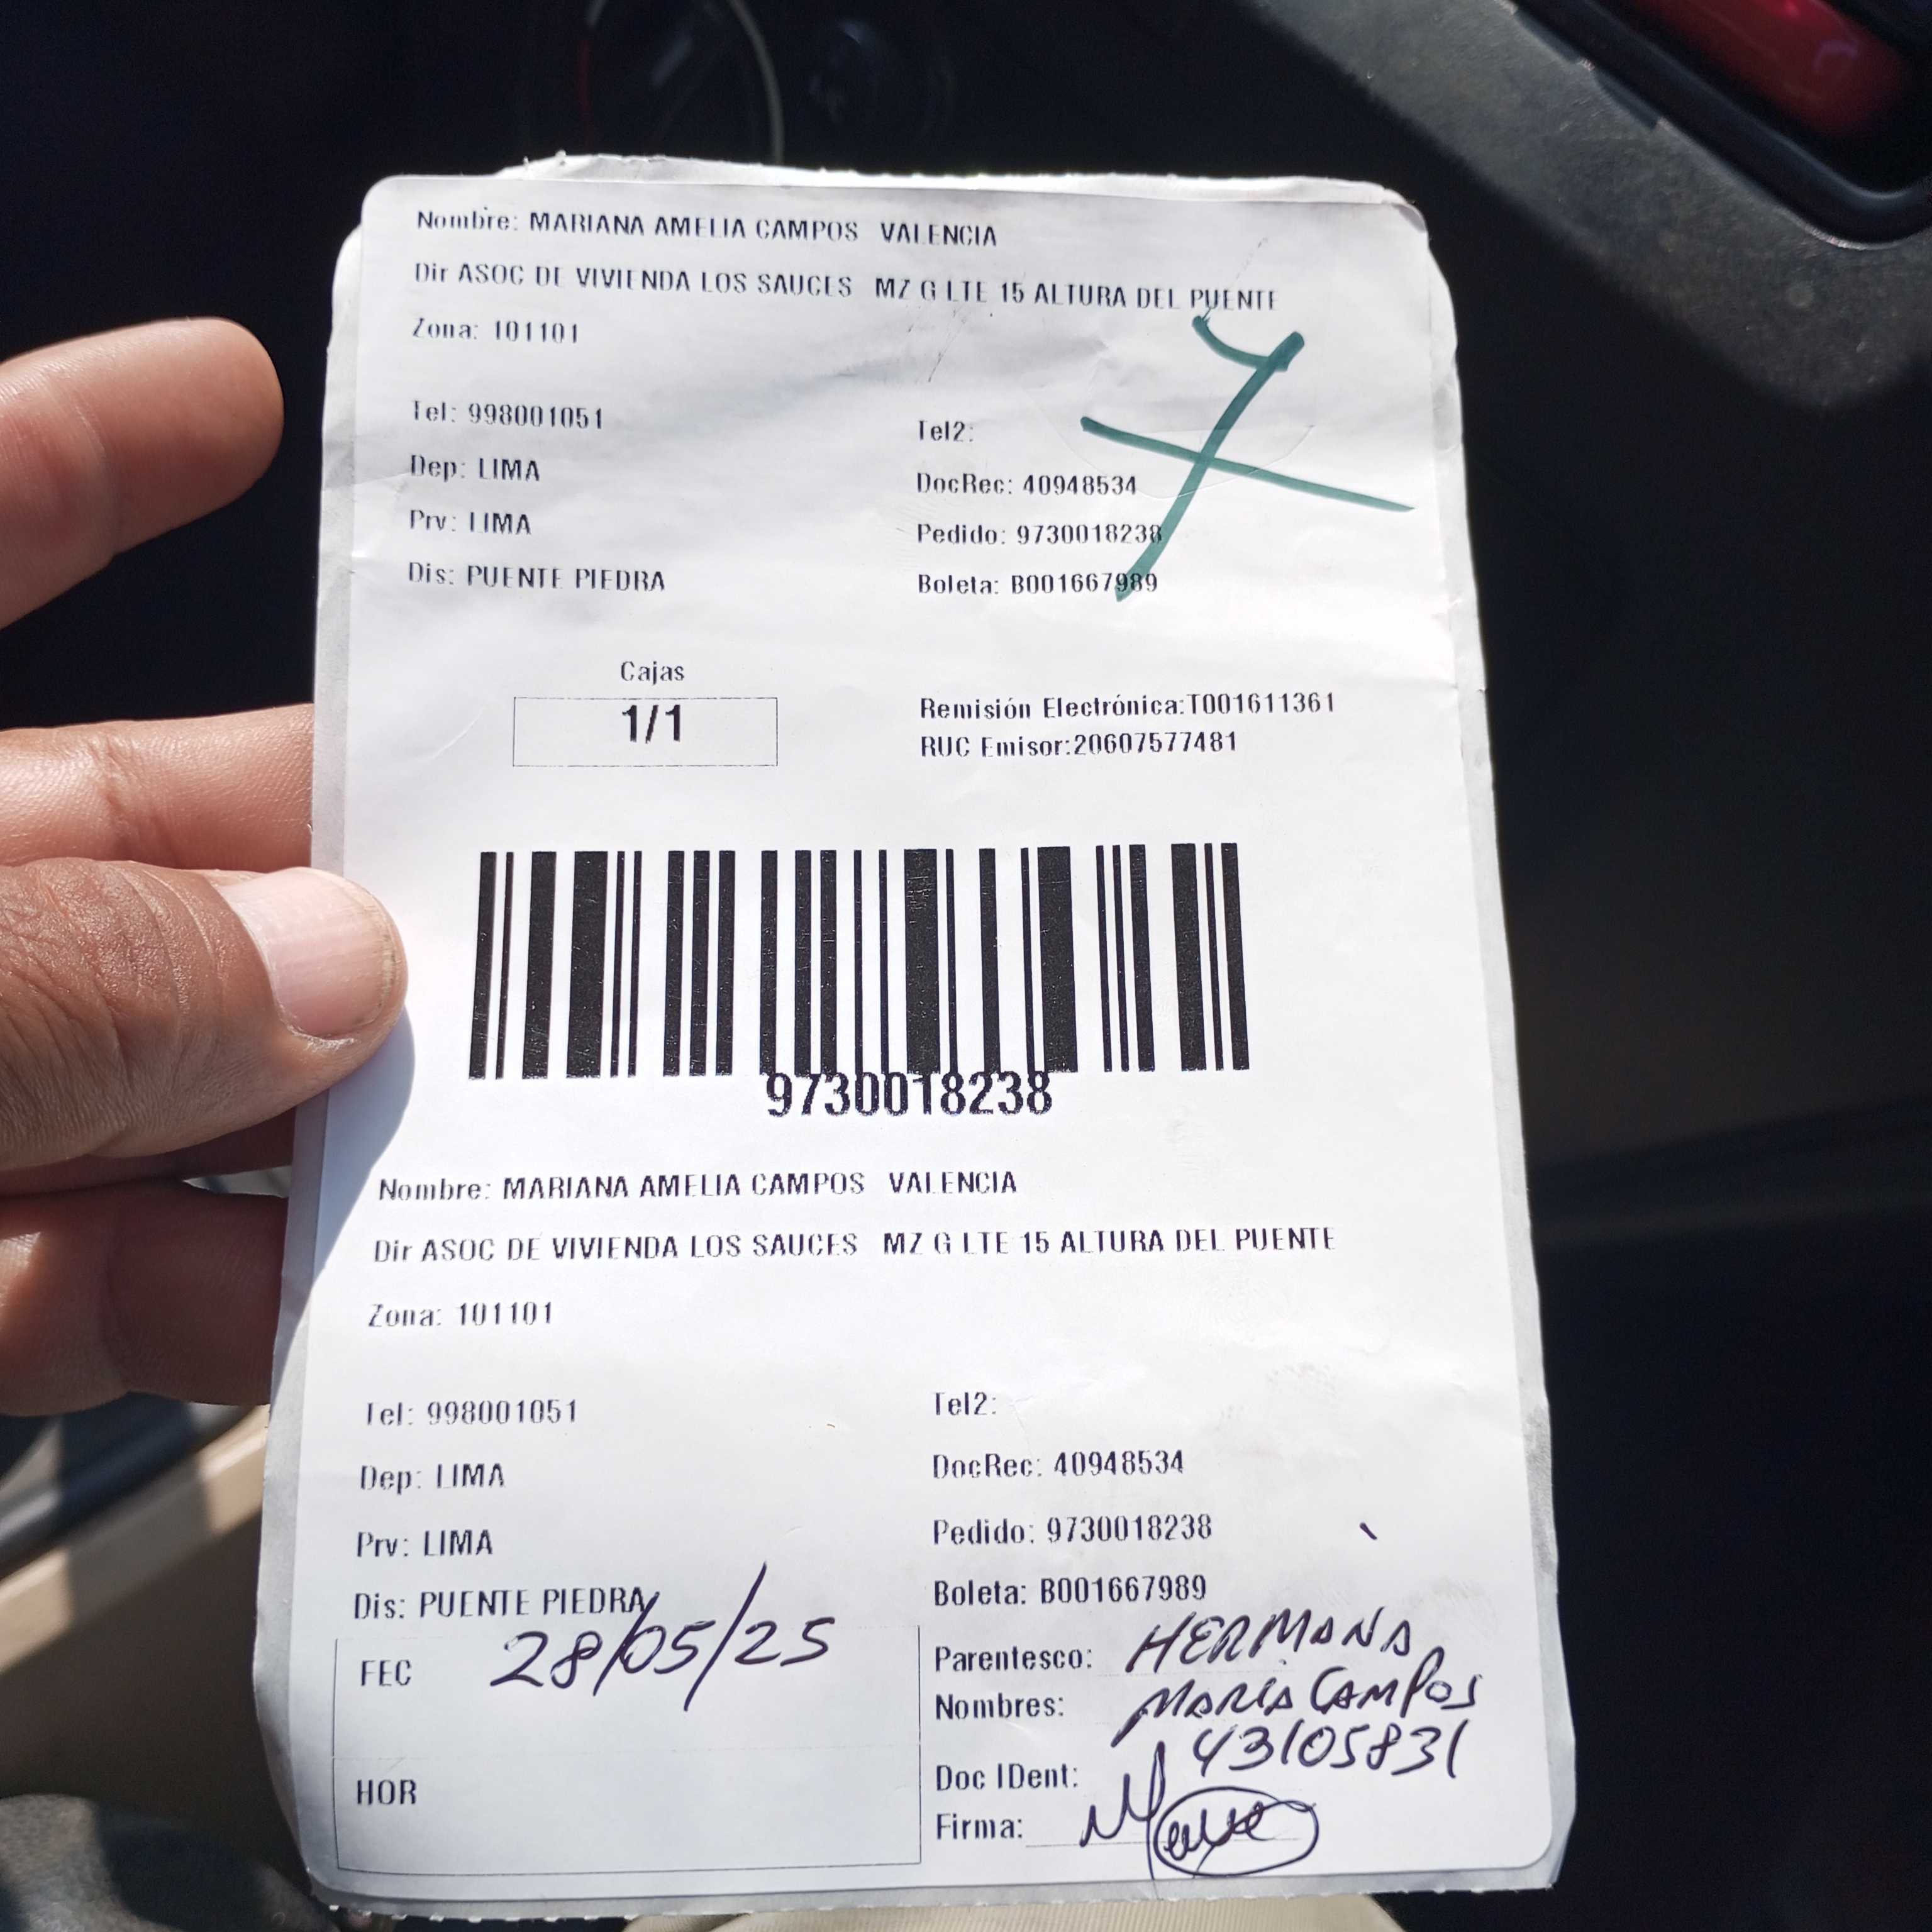 Nombre: MARIANA AMELIA CAMPOS VALENCIA
Dir ASOC DE VIVIENDA LOS SAUCES MZ G LTE 15 ALTURA DEL PUENTE
Zona: 101101
Tel: 998001051
Tel2:
Dep: LIMA
DocRec: 40948534
Prv: LIMA
Pedido: 9730018238
Dis: PUENTE PIEDRA
Boleta: B001667989
7
Cajas
1/1
Remisión Electrónica:T001611361
RUC Emisor:20607577481
9730018238
Nombre: MARIANA AMELIA CAMPOS VALENCIA
Dir ASOC DE VIVIENDA LOS SAUCES MZ G LTE 15 ALTURA DEL PUENTE
Zona: 101101
Tel: 998001051
Tel2:
Dep: LIMA
DocRec: 40948534
Prv: LIMA
Pedido: 9730018238
Dis: PUENTE PIEDRA
Boleta: B001667989
FEC 28/05/25
HOR
Parentesco: HERMANA
Nombres: MARÍA CAMPOS
Doc IDent: 43105831
Firma: